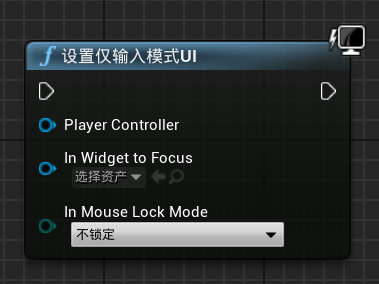 设置仅输入模式UI
Player Controller
In Widget to Focus
选择资产
In Mouse Lock Mode
不锁定